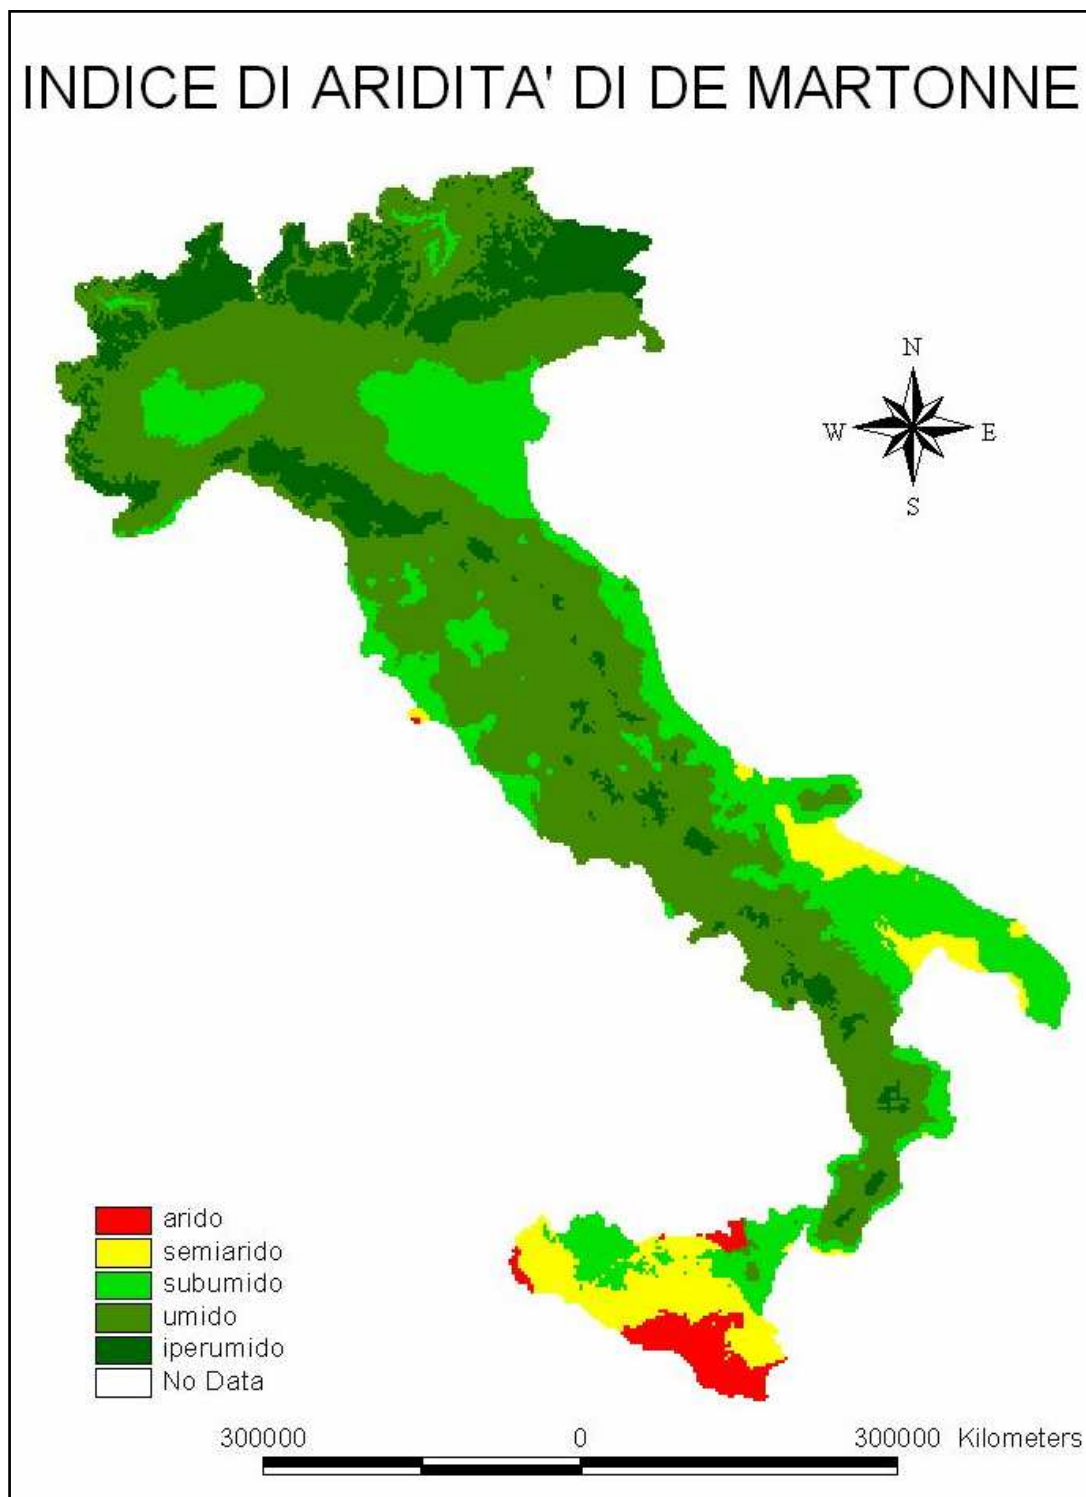 INDICE DI ARIDITA' DI DE MARTONNE
N
W E
S
arido
semiarido
subumido
umido
iperumido
No Data
300000 0 300000 Kilometers